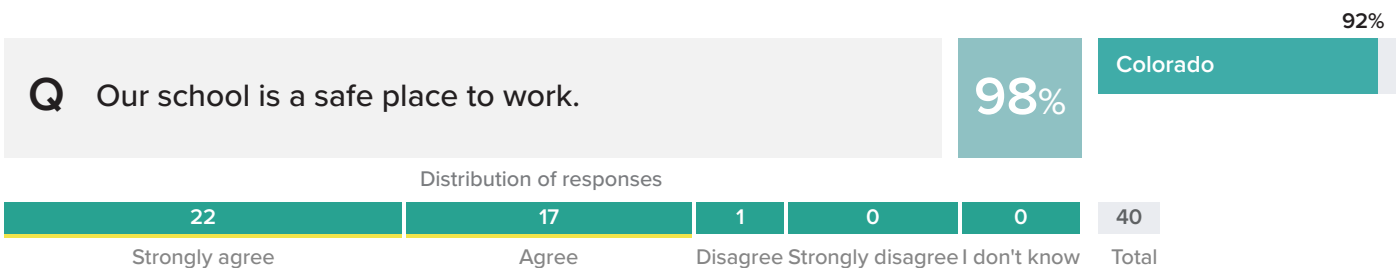 92%
Q Our school is a safe place to work.
98%
Colorado
Distribution of responses
22 17 1 0 0 40
Strongly agree Agree Disagree Strongly disagree I don't know Total